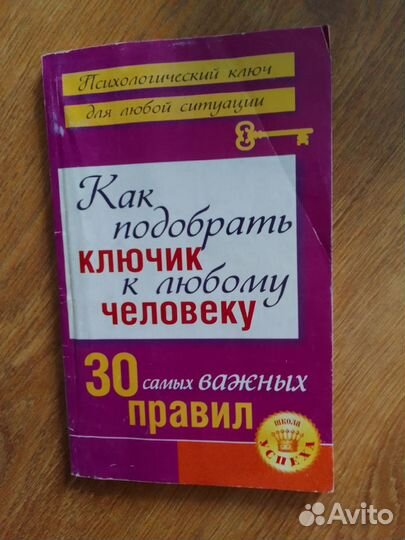 Психологический ключ
для любой ситуации
Как
подобрать
ключик
к любому
человеку
30 самых важных
правил
ШКОЛА
УСПЕХА
Avito